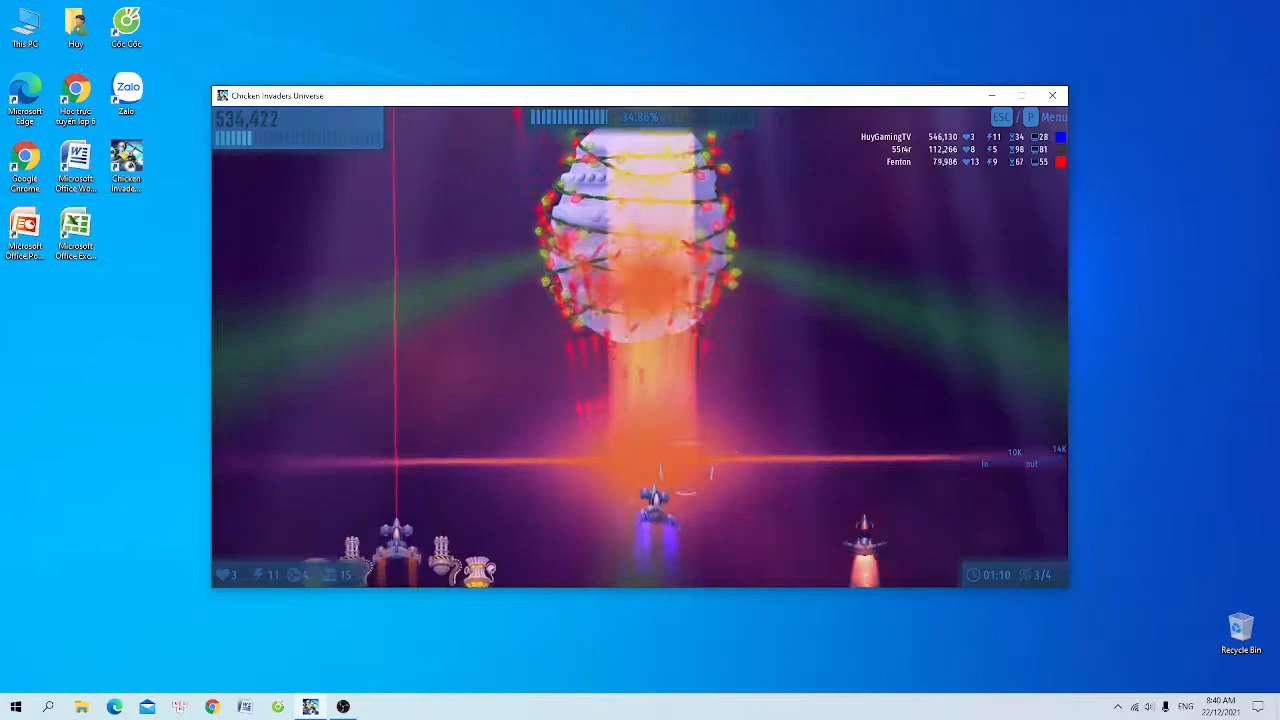 This PC
Huy
Cốc Cốc
Microsoft
Edge
Học trực
tuyến lớp 6
Zalo
Zalo
Google
Chrome
Microsoft
Office Wo...
Chicken
Invade...
Microsoft
Office Po...
Microsoft
Office Exc...
Chicken Invaders Universe
534,422
34.86%
ESC / P Menu
HuyGamingTV 546,130 3 11 34 28
55r4r 112,266 8 5 98 81
Fenton 79,986 13 9 67 55
10K 14K
in out
3 11 4 15
01:10 3/4
Recycle Bin
ENG
8:40 AM
22/12/2021